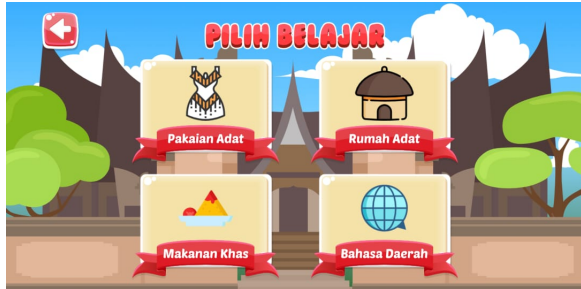 PILIH BELAJAR
Pakaian Adat
Rumah Adat
Makanan Khas
Bahasa Daerah